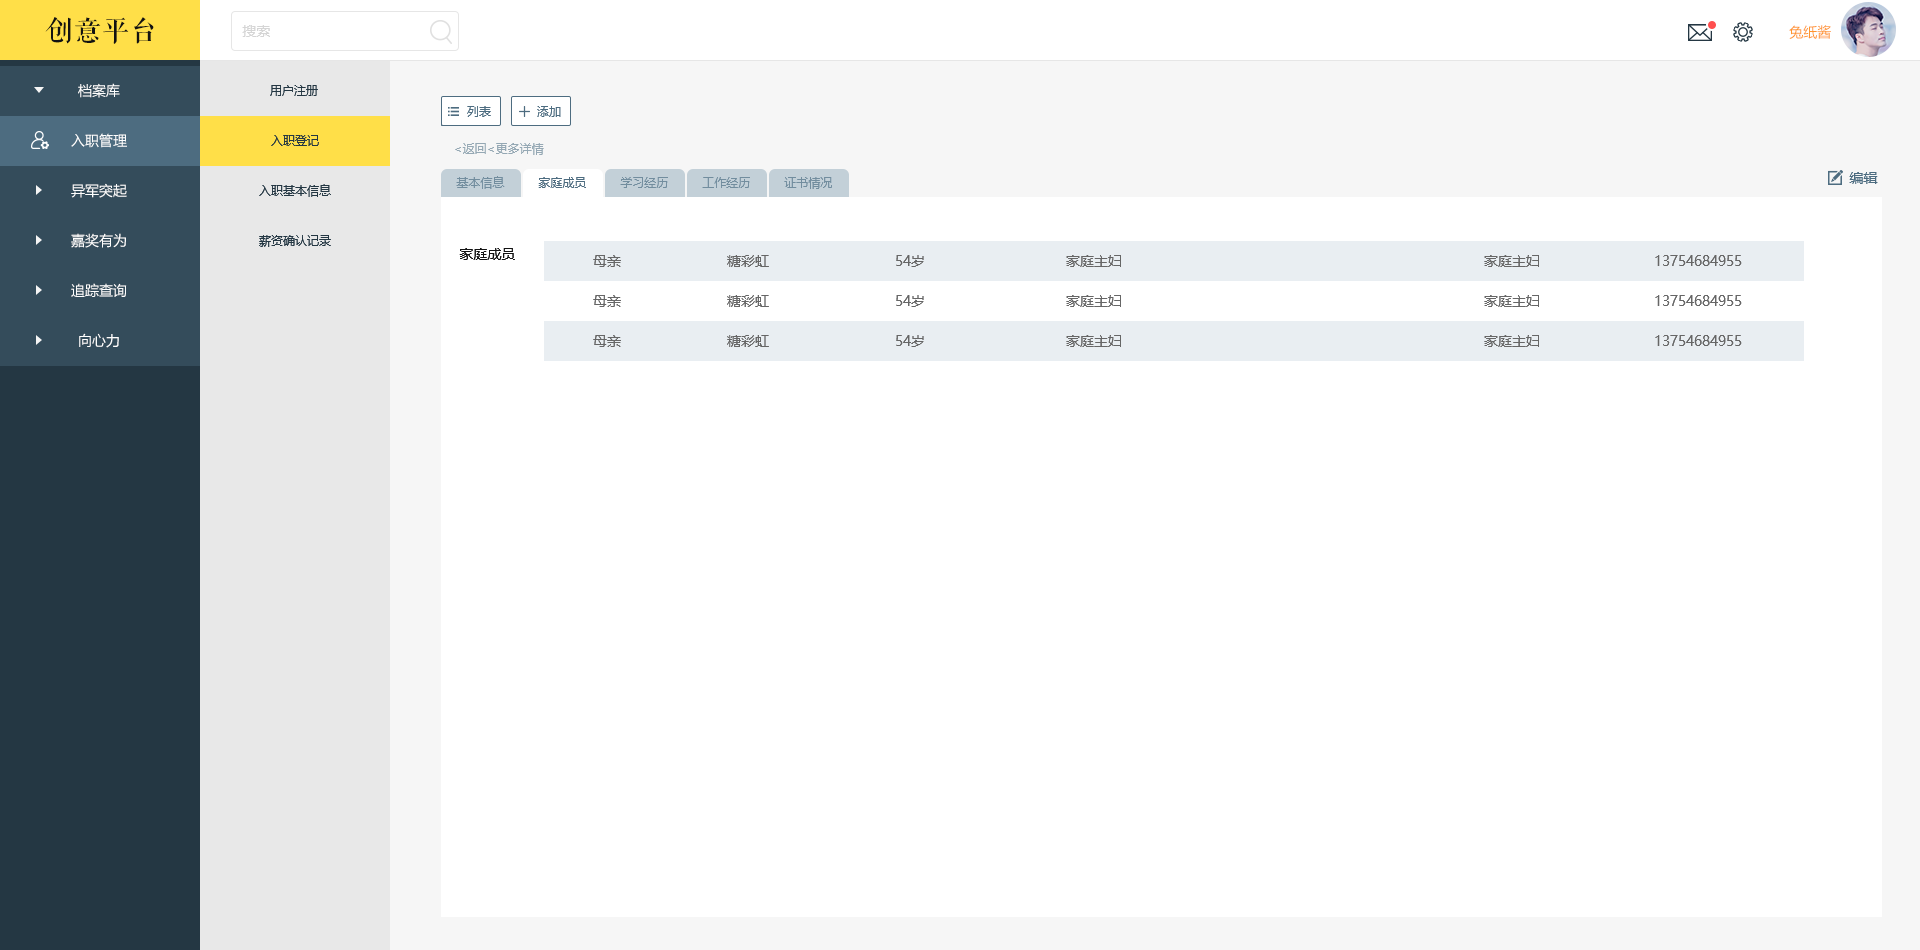 创意平台
搜索
兔纸酱
档案库
入职管理
异军突起
嘉奖有为
追踪查询
向心力
用户注册
入职登记
入职基本信息
薪资确认记录
列表 添加
<返回<更多详情
基本信息 家庭成员 学习经历 工作经历 证书情况
编辑
家庭成员
母亲 糖彩虹 54岁 家庭主妇 家庭主妇 13754684955
母亲 糖彩虹 54岁 家庭主妇 家庭主妇 13754684955
母亲 糖彩虹 54岁 家庭主妇 家庭主妇 13754684955